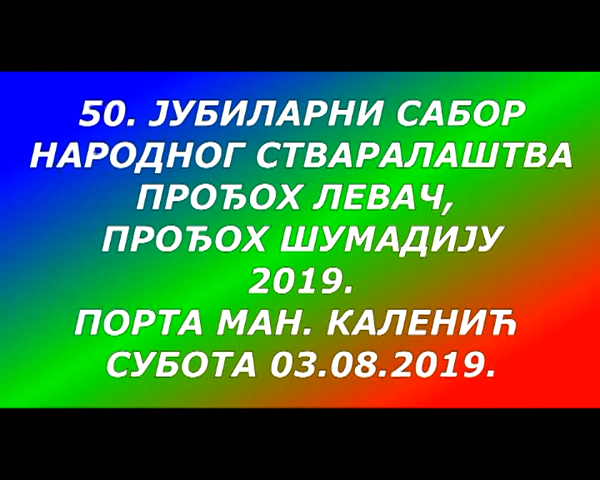 50. ЈУБИЛАРНИ САБОР
НАРОДНОГ СТВАРАЛАШТВА
ПРОЂОХ ЛЕВАЧ,
ПРОЂОХ ШУМАДИЈУ
2019.
ПОРТА МАН. КАЛЕНИЋ
СУБОТА 03.08.2019.